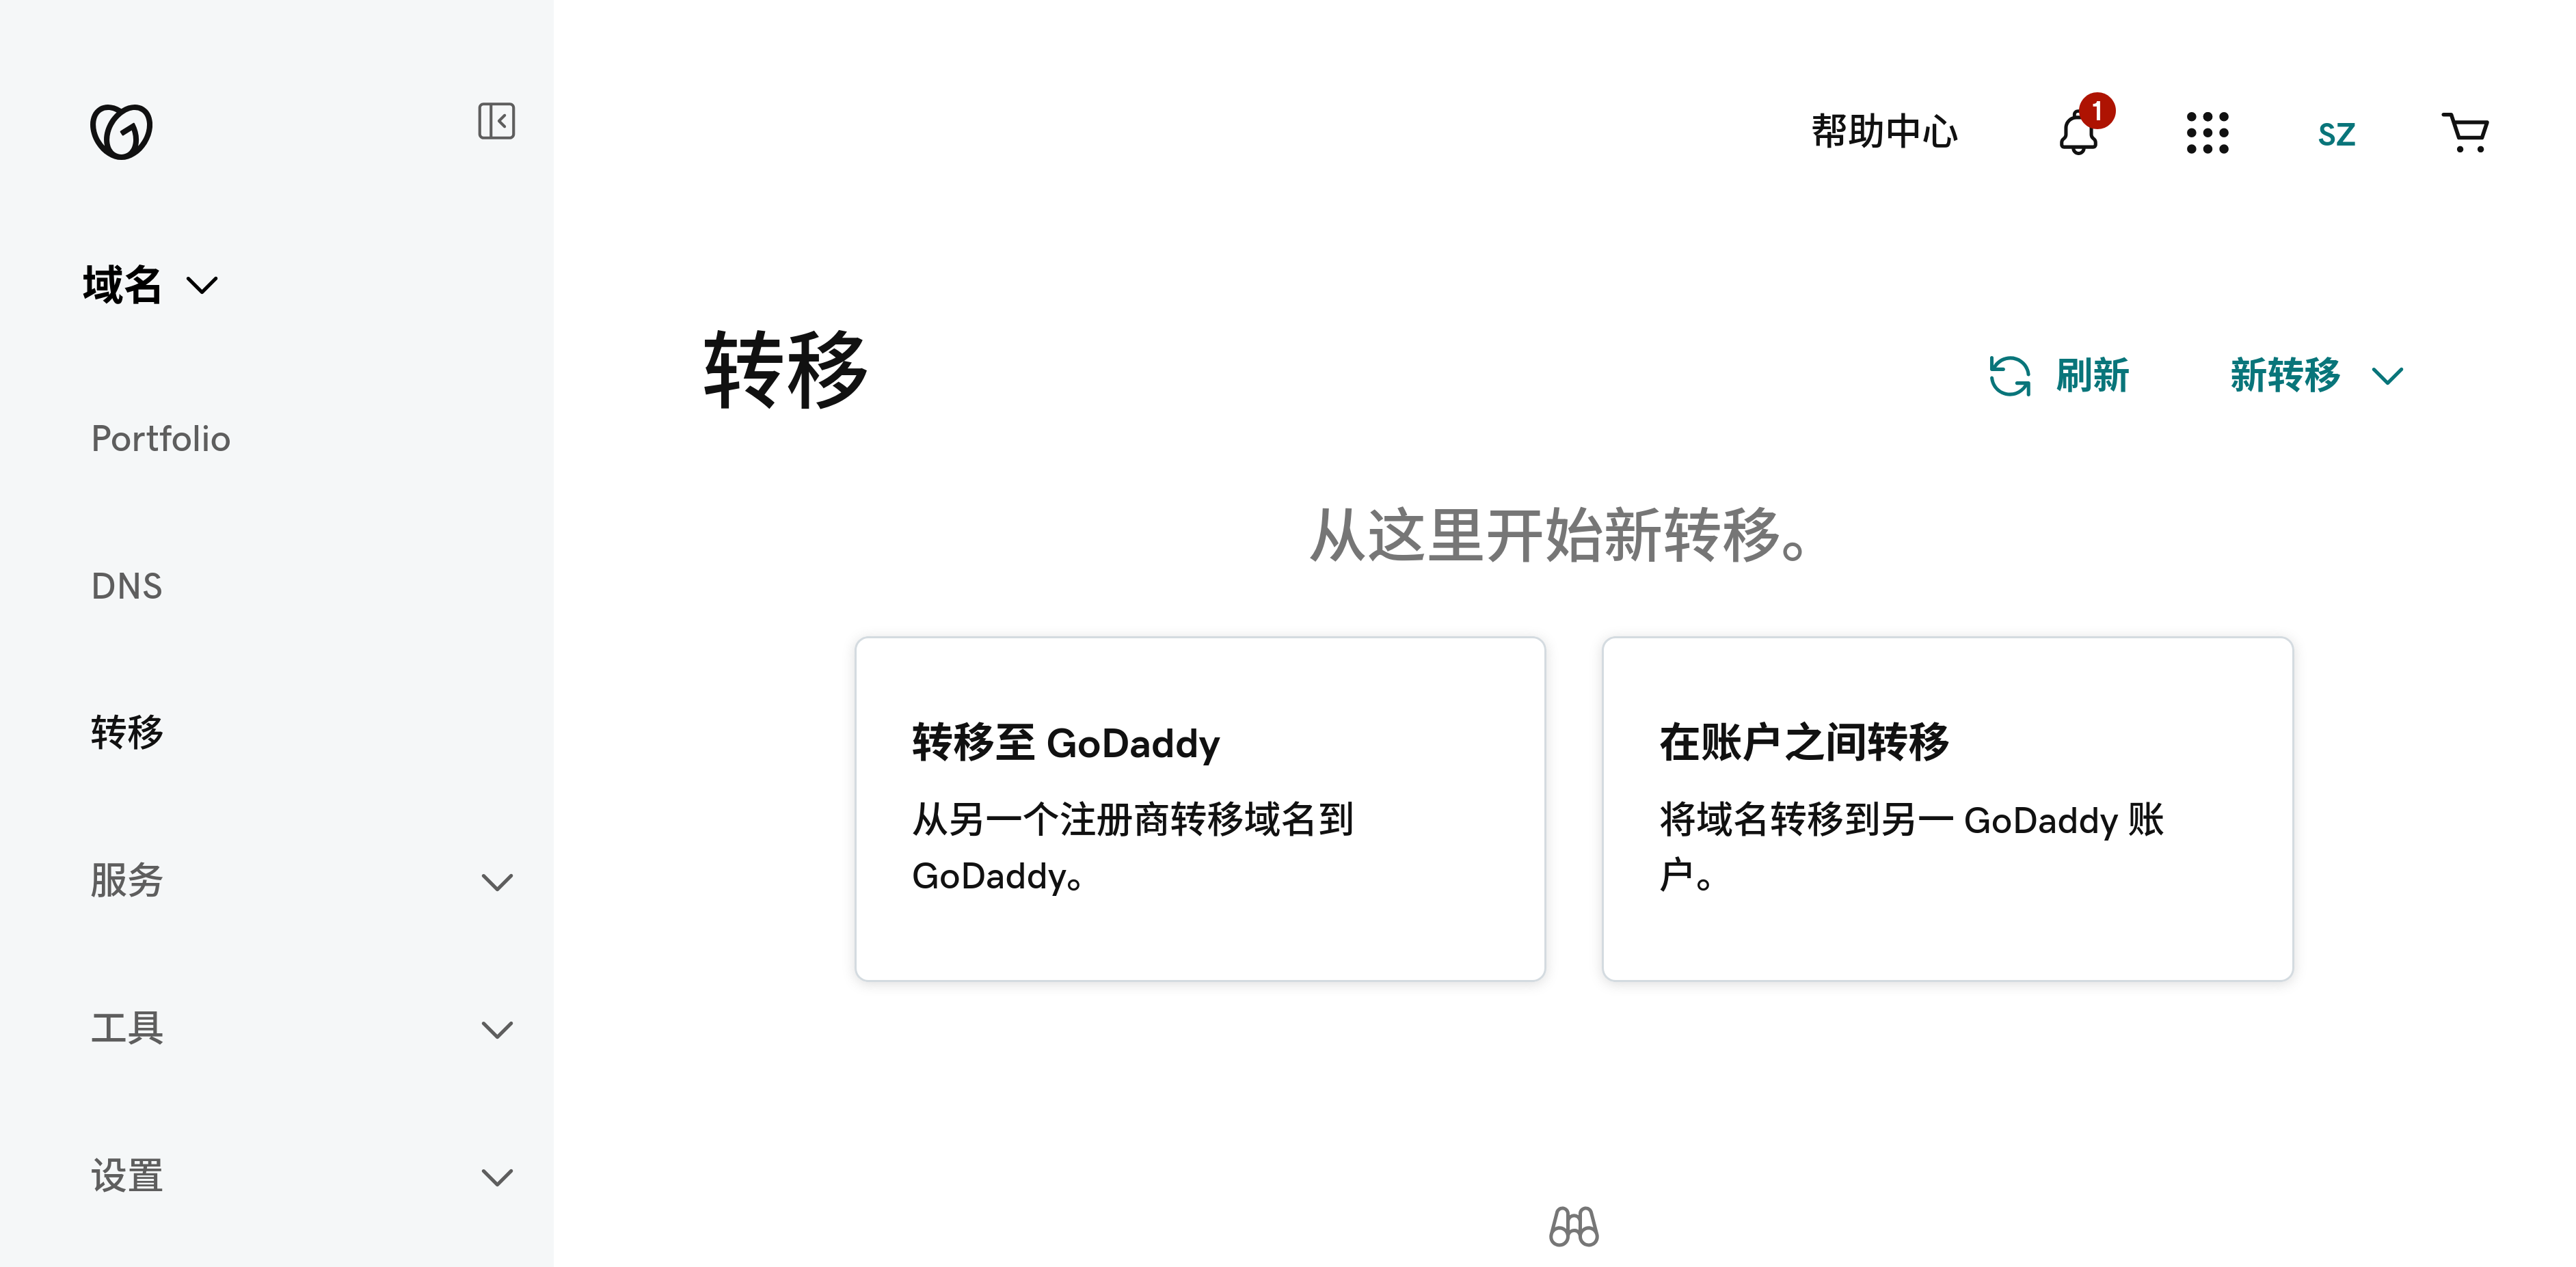 帮助中心
1
SZ
域名
Portfolio
DNS
转移
服务
工具
设置
转移
刷新
新转移
从这里开始新转移。
转移至 GoDaddy
从另一个注册商转移域名到
GoDaddy。
在账户之间转移
将域名转移到另一 GoDaddy 账
户。